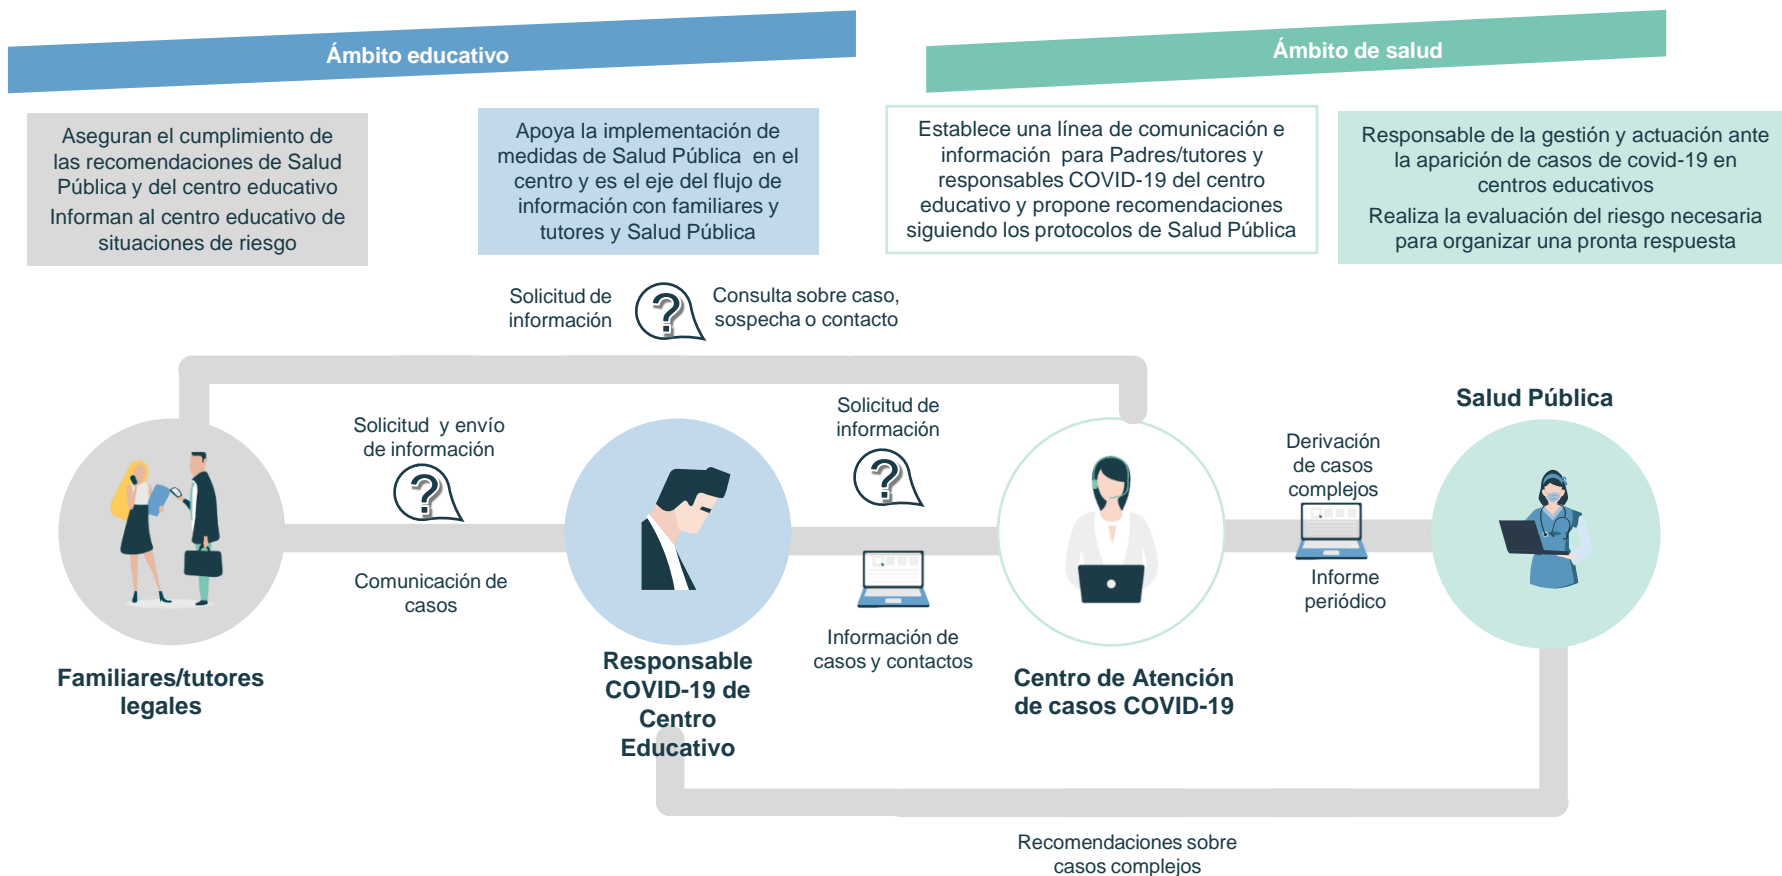 Ámbito educativo
Ámbito de salud
Aseguran el cumplimiento de
las recomendaciones de Salud
Pública y del centro educativo
Informan al centro educativo de
situaciones de riesgo
Apoya la implementación de
medidas de Salud Pública en el
centro y es el eje del flujo de
información con familiares y
tutores y Salud Pública
Establece una línea de comunicación e
información para Padres/tutores y
responsables COVID-19 del centro
educativo y propone recomendaciones
siguiendo los protocolos de Salud Pública
Responsable de la gestión y actuación ante
la aparición de casos de covid-19 en
centros educativos
Realiza la evaluación del riesgo necesaria
para organizar una pronta respuesta
Solicitud de
información
?
Consulta sobre caso,
sospecha o contacto
Solicitud y envío
de información
?
Comunicación de
casos
Solicitud de
información
?
Información de
casos y contactos
Derivación
de casos
complejos
Informe
periódico
Salud Pública
Familiares/tutores
legales
Responsable
COVID-19 de
Centro
Educativo
Centro de Atención
de casos COVID-19
Recomendaciones sobre
casos complejos